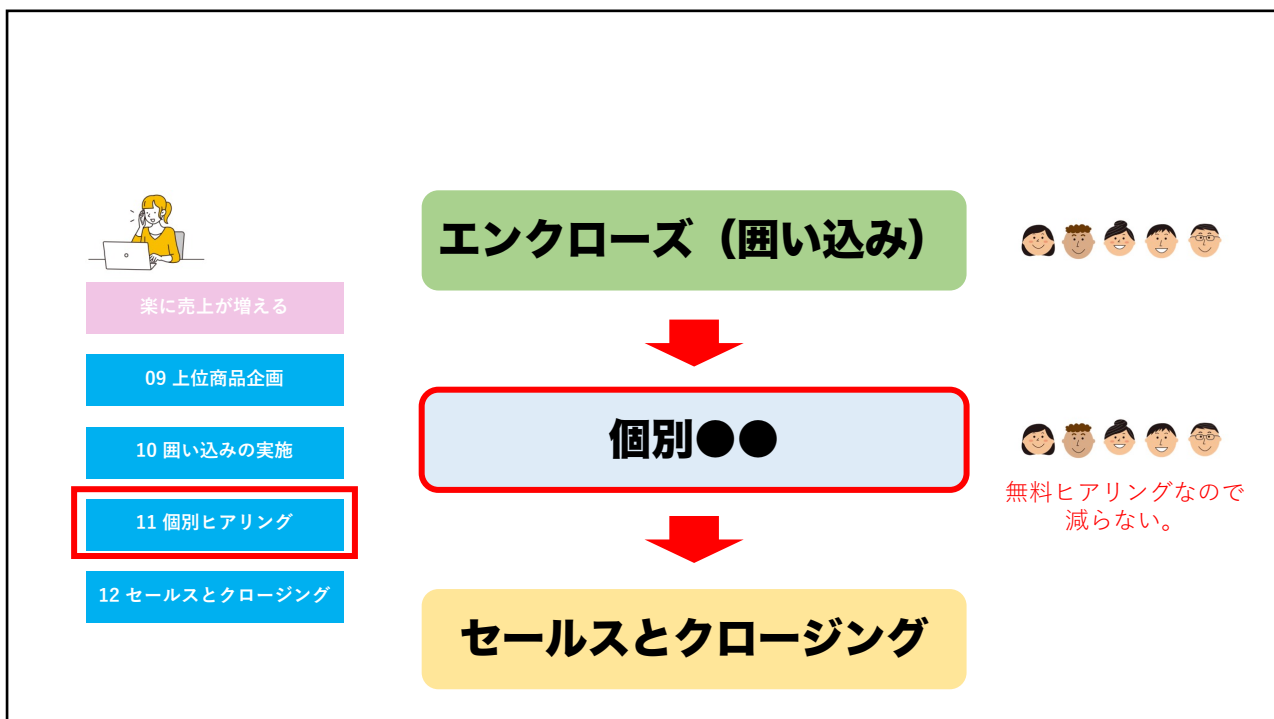 楽に売上が増える
09 上位商品企画
10 囲い込みの実施
11 個別ヒアリング
12 セールスとクロージング
エンクローズ（囲い込み）
個別●●
セールスとクロージング
無料ヒアリングなので
減らない。